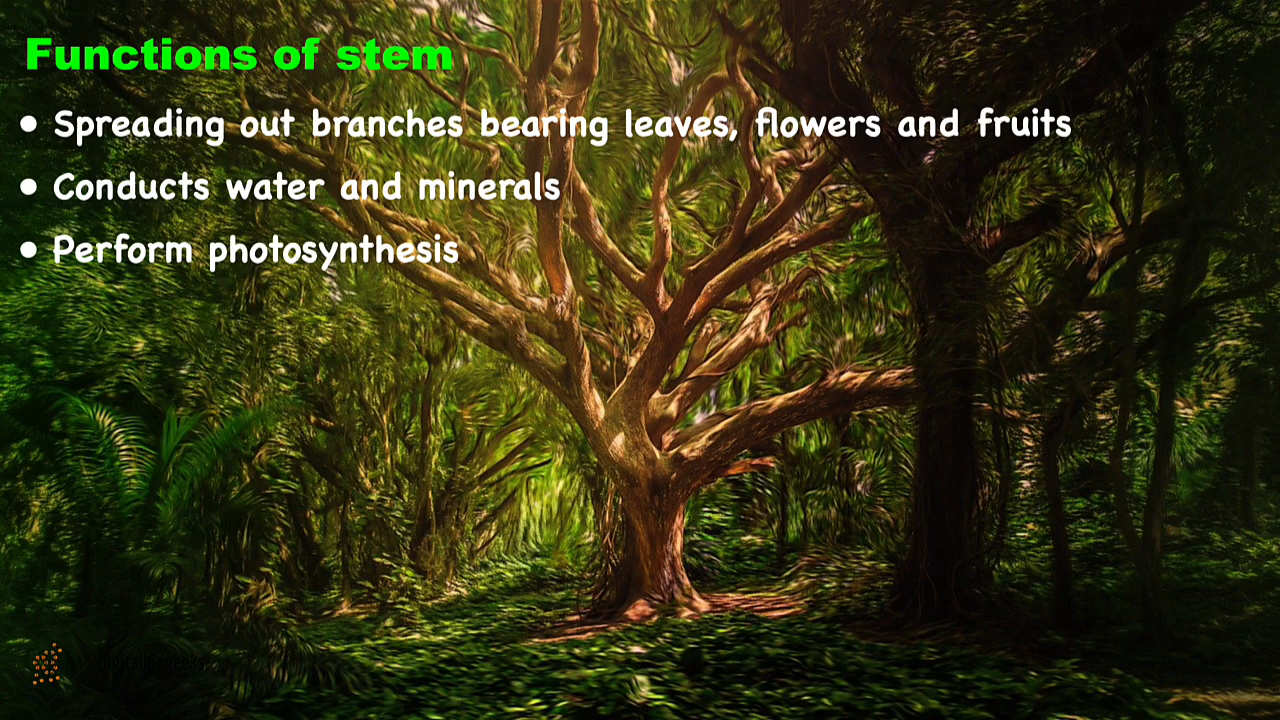 Functions of stem
• Spreading out branches bearing leaves, flowers and fruits
• Conducts water and minerals
• Perform photosynthesis